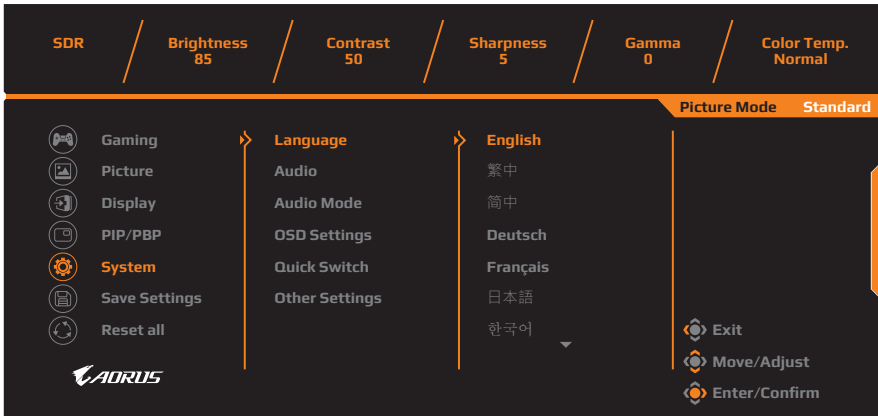 SDR
Brightness
85
Contrast
50
Sharpness
5
Gamma
0
Color Temp.
Normal
Picture Mode Standard
Gaming
Picture
Display
PIP/PBP
System
Save Settings
Reset all
Language
Audio
Audio Mode
OSD Settings
Quick Switch
Other Settings
English
繁中
简中
Deutsch
Français
日本語
한국어
Exit
Move/Adjust
Enter/Confirm
AORUS